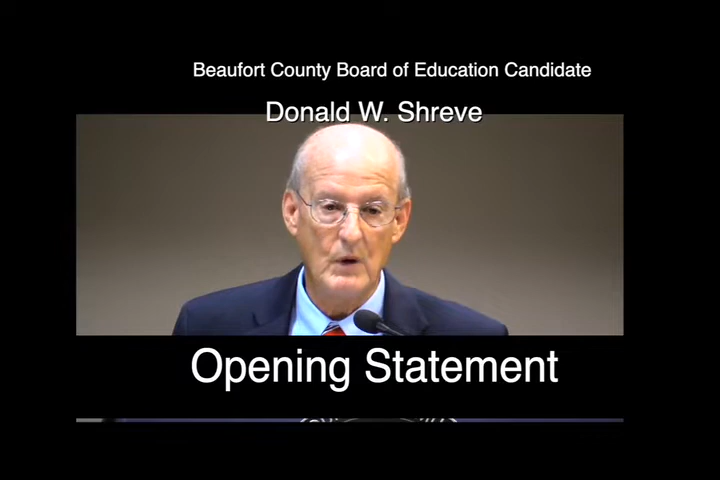 Beaufort County Board of Education Candidate
Donald W. Shreve
Opening Statement